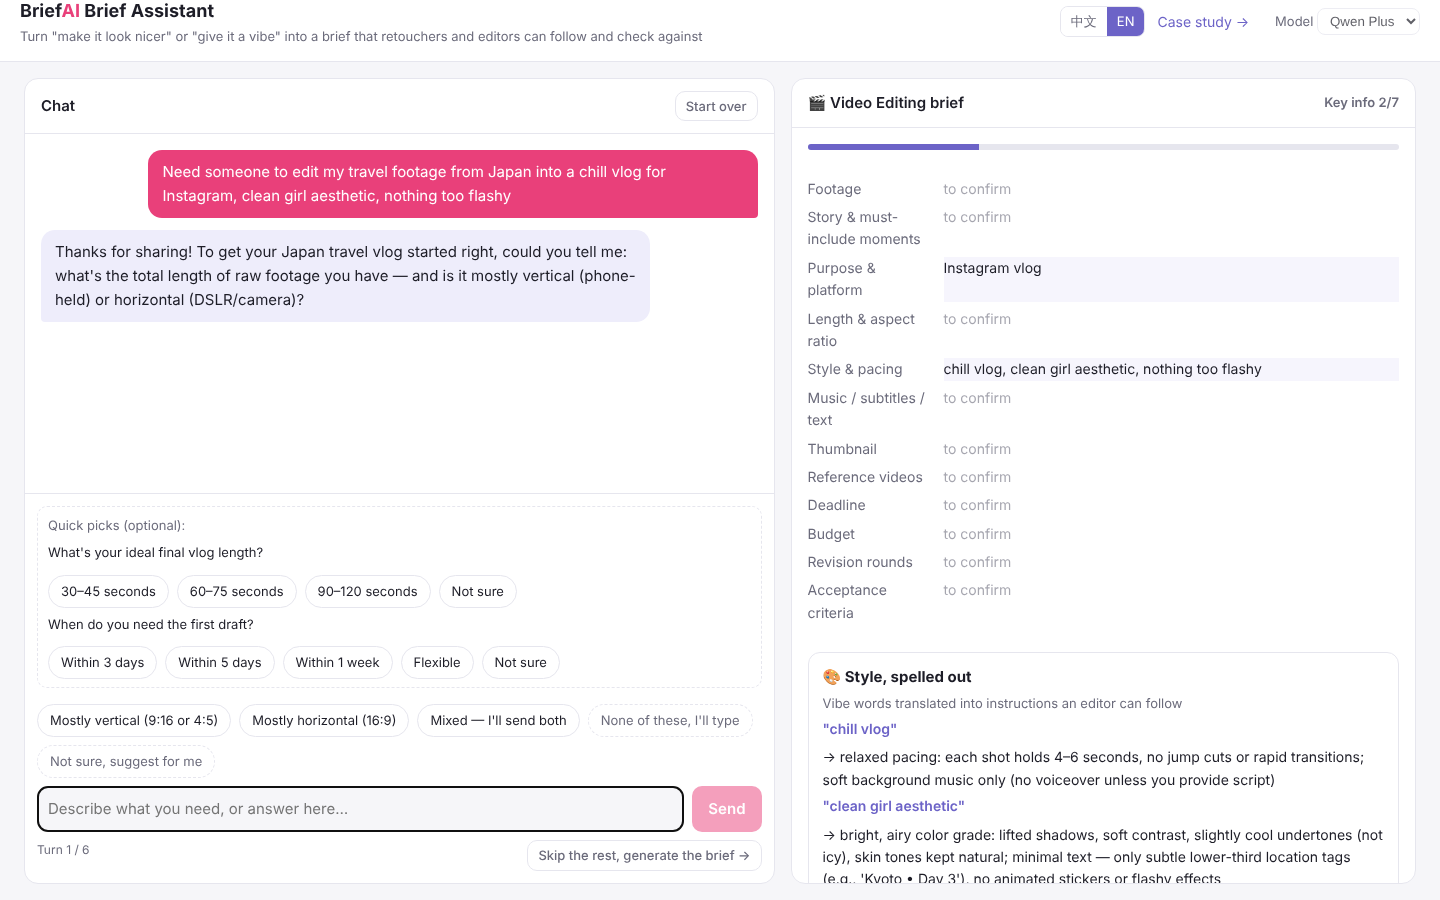 BriefAI Brief Assistant
Turn "make it look nicer" or "give it a vibe" into a brief that retouchers and editors can follow and check against
中文 EN Case study → Model Qwen Plus
Chat
Start over
Need someone to edit my travel footage from Japan into a chill vlog for
Instagram, clean girl aesthetic, nothing too flashy
Thanks for sharing! To get your Japan travel vlog started right, could you tell me:
what's the total length of raw footage you have — and is it mostly vertical (phone-
held) or horizontal (DSLR/camera)?
Quick picks (optional):
What's your ideal final vlog length?
30–45 seconds 60–75 seconds 90–120 seconds Not sure
When do you need the first draft?
Within 3 days Within 5 days Within 1 week Flexible Not sure
Mostly vertical (9:16 or 4:5) Mostly horizontal (16:9) Mixed — I'll send both None of these, I'll type
Not sure, suggest for me
Describe what you need, or answer here...
Send
Turn 1 / 6
Skip the rest, generate the brief →
🎬 Video Editing brief
Key info 2/7
Footage to confirm
Story & must- to confirm
include moments
Purpose & Instagram vlog
platform
Length & aspect to confirm
ratio
Style & pacing chill vlog, clean girl aesthetic, nothing too flashy
Music / subtitles / to confirm
text
Thumbnail to confirm
Reference videos to confirm
Deadline to confirm
Budget to confirm
Revision rounds to confirm
Acceptance to confirm
criteria
🎨 Style, spelled out
Vibe words translated into instructions an editor can follow
"chill vlog"
→ relaxed pacing: each shot holds 4–6 seconds, no jump cuts or rapid transitions;
soft background music only (no voiceover unless you provide script)
"clean girl aesthetic"
→ bright, airy color grade: lifted shadows, soft contrast, slightly cool undertones (not
icy), skin tones kept natural; minimal text — only subtle lower-third location tags
(e.g., 'Kyoto • Day 3'), no animated stickers or flashy effects